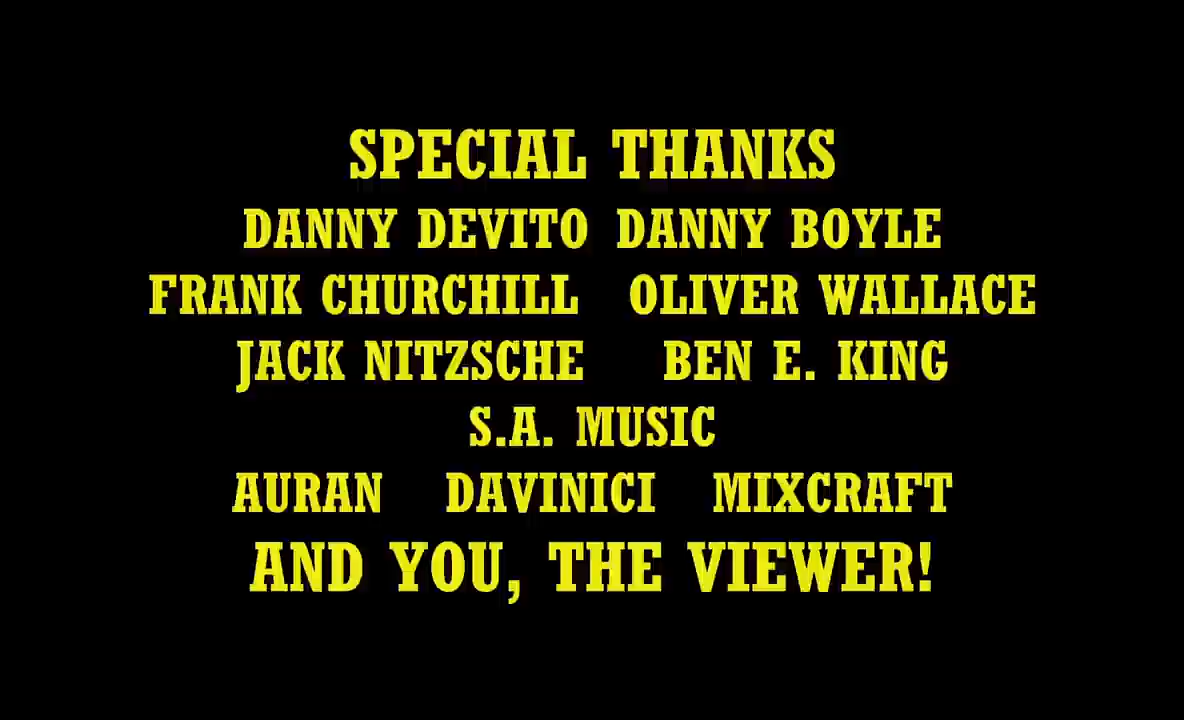 SPECIAL THANKS
DANNY DEVITO DANNY BOYLE
FRANK CHURCHILL OLIVER WALLACE
JACK NITZSCHE BEN E. KING
S.A. MUSIC
AURAN DAVINICI MIXCRAFT
AND YOU, THE VIEWER!